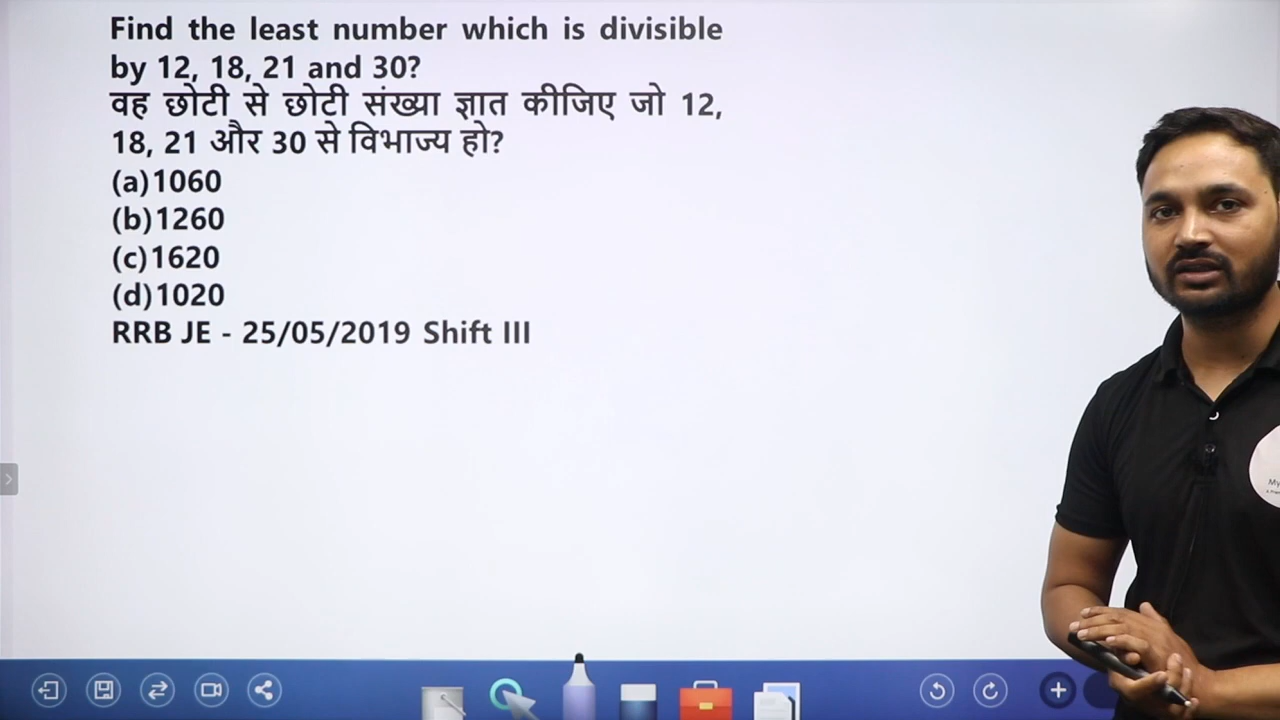 Find the least number which is divisible
by 12, 18, 21 and 30?
वह छोटी से छोटी संख्या ज्ञात कीजिए जो 12,
18, 21 और 30 से विभाज्य हो?
(a)1060
(b)1260
(c)1620
(d)1020
RRB JE - 25/05/2019 Shift III
My